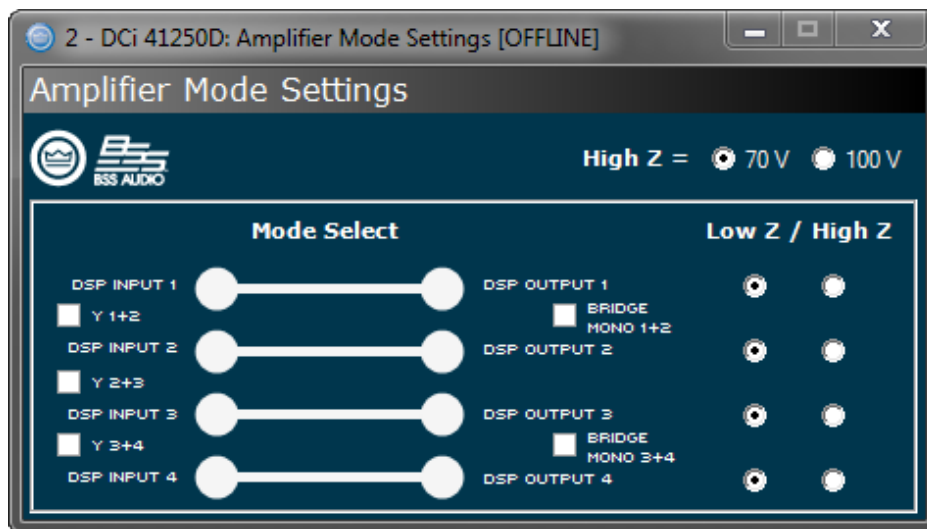 2 - DCi 41250D: Amplifier Mode Settings [OFFLINE]
Amplifier Mode Settings
BSS
BSS AUDIO
High Z = 70 V 100 V
Mode Select
Low Z / High Z
DSP INPUT 1
DSP OUTPUT 1
Y 1+2
BRIDGE
MONO 1+2
DSP INPUT 2
DSP OUTPUT 2
Y 2+3
DSP INPUT 3
DSP OUTPUT 3
Y 3+4
BRIDGE
MONO 3+4
DSP INPUT 4
DSP OUTPUT 4